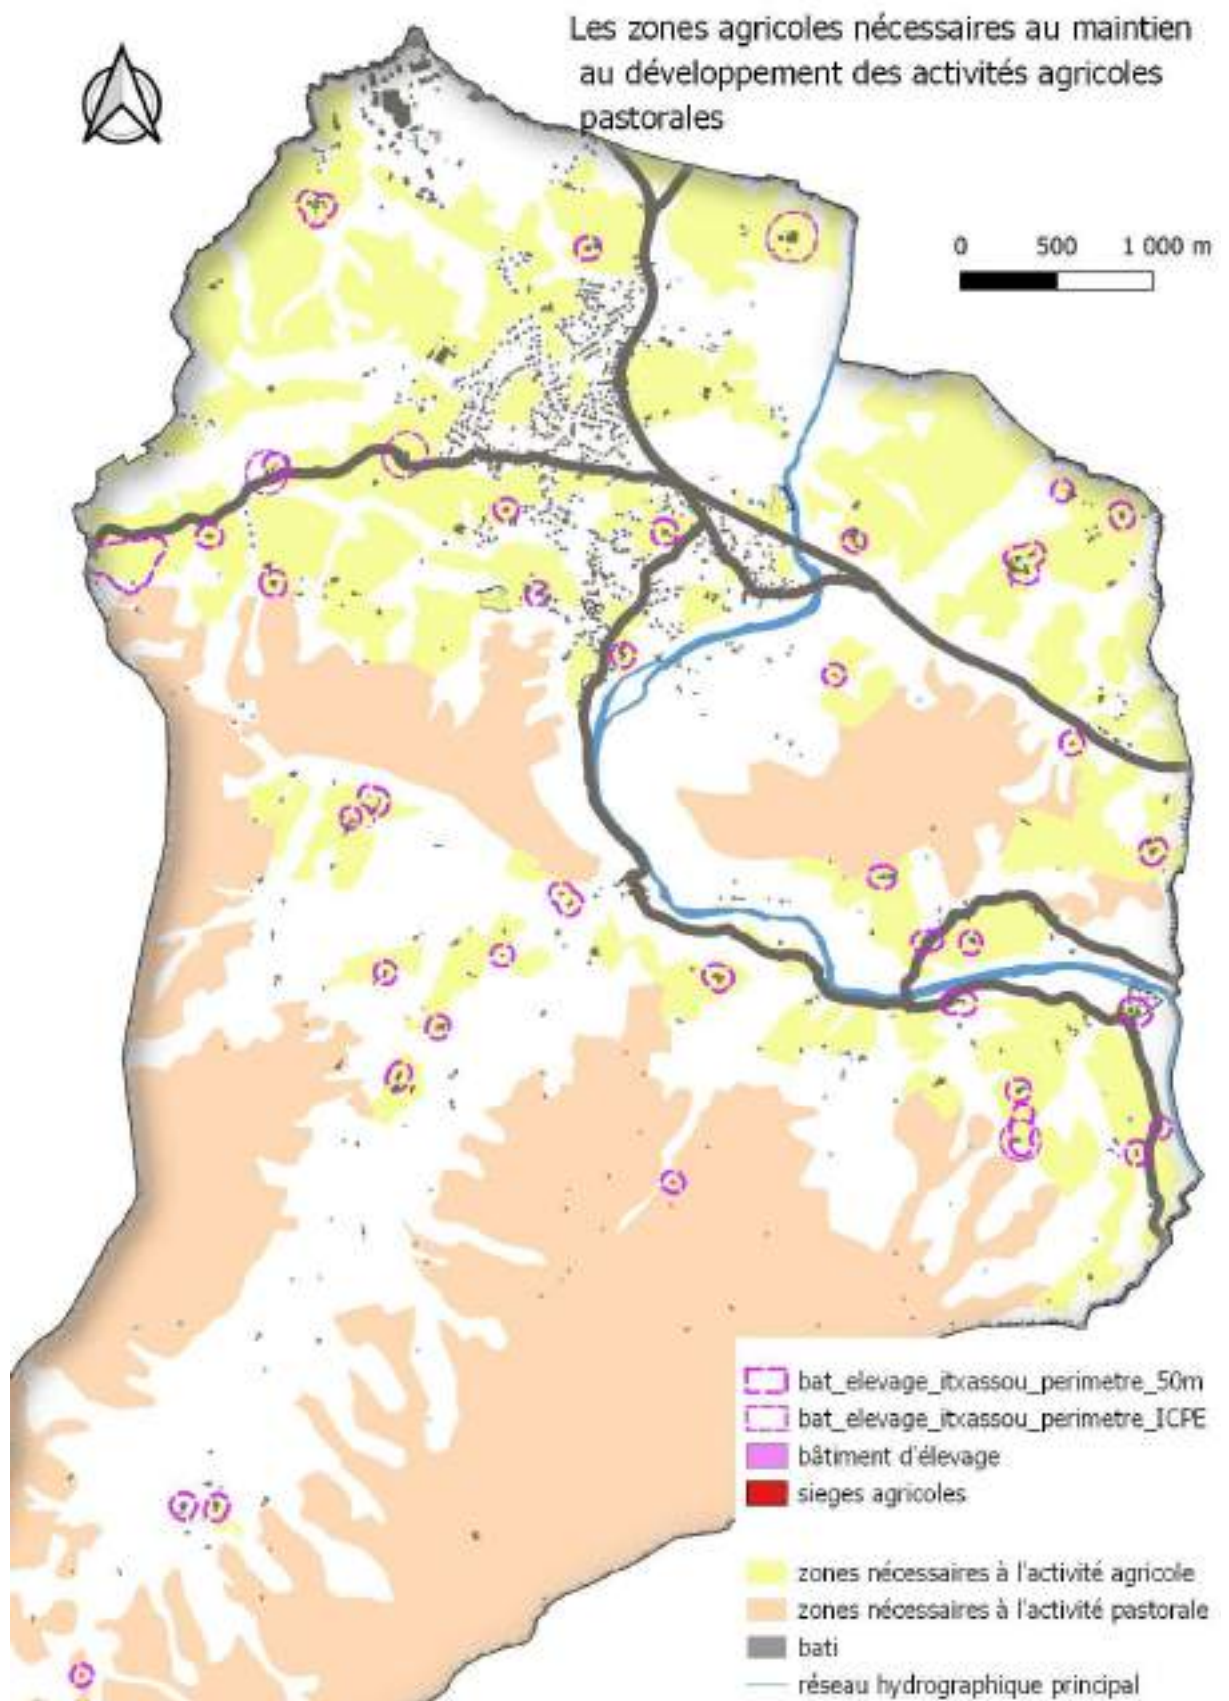 Les zones agricoles nécessaires au maintien
au développement des activités agricoles
pastorales
0 500 1 000 m
bat_elevage_itxassou_perimetre_50m
bat_elevage_itxassou_perimetre_ICPE
bâtiment d'élevage
sieges agricoles
zones nécessaires à l'activité agricole
zones nécessaires à l'activité pastorale
bati
réseau hydrographique principal